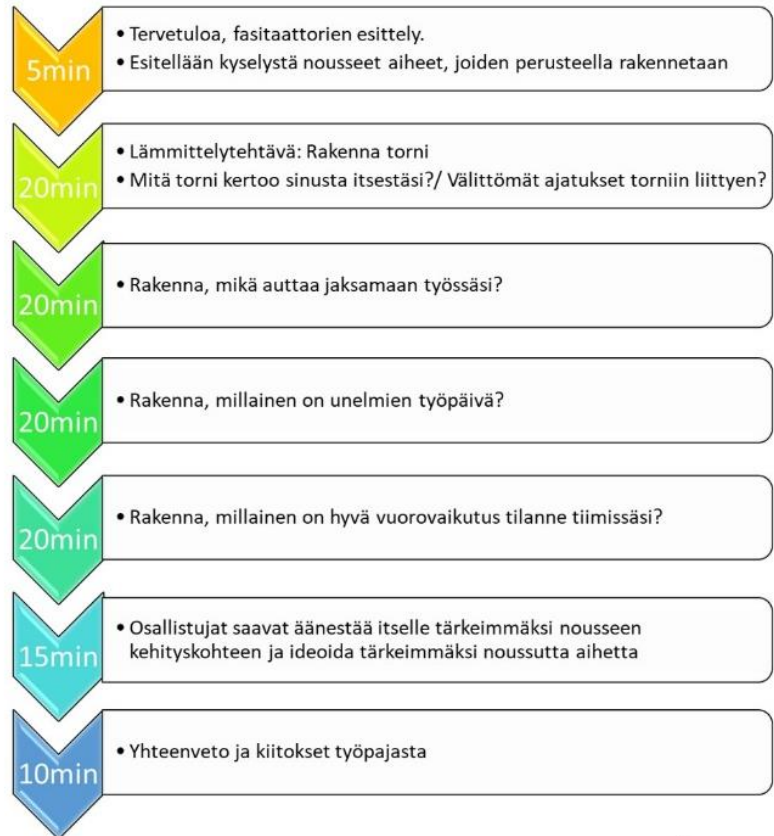 5min
• Tervetuloa, fasitaattorien esittely.
• Esitellään kyselystä nousseet aiheet, joiden perusteella rakennetaan
20min
• Lämmittelytehtävä: Rakenna torni
• Mitä torni kertoo sinusta itsestäsi?/ Välittömät ajatukset torniin liittyen?
20min
• Rakenna, mikä auttaa jaksamaan työssäsi?
20min
• Rakenna, millainen on unelmien työpäivä?
20min
• Rakenna, millainen on hyvä vuorovaikutus tilanne tiimissäsi?
15min
• Osallistujat saavat äänestää itselle tärkeimmäksi nousseen
kehityskohteen ja ideoida tärkeimmäksi noussutta aihetta
10min
• Yhteenveto ja kiitokset työpajasta